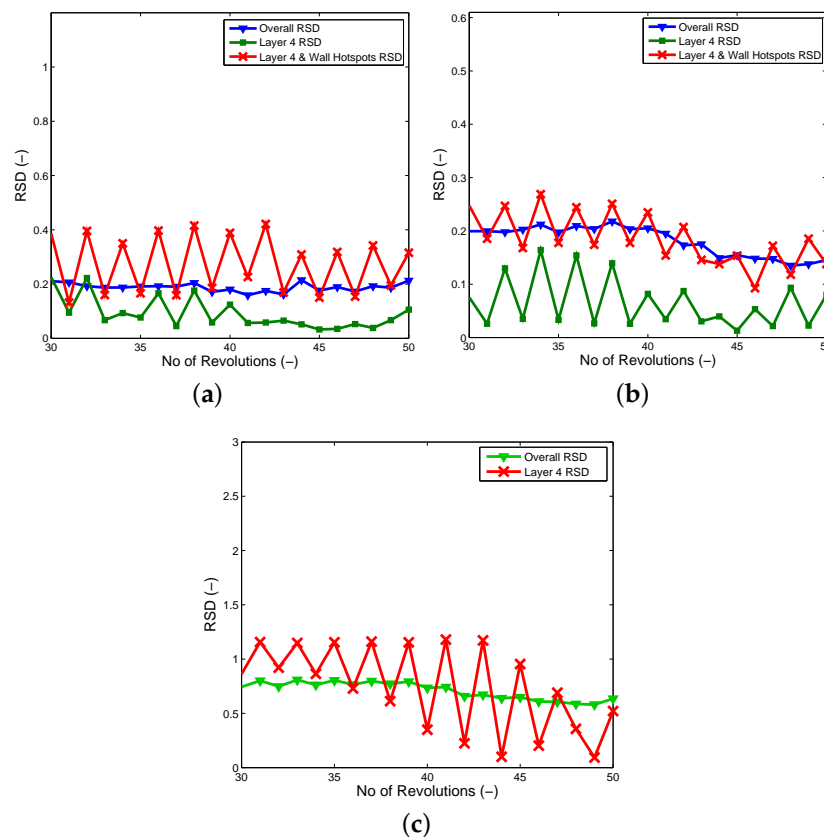 Overall RSD
Layer 4 RSD
Layer 4 & Wall Hotspots RSD
1
0.8
0.6
0.4
0.2
0
RSD (−)
30 35 40 45 50
No of Revolutions (−)
(a)
Overall RSD
Layer 4 RSD
Layer 4 & Wall Hotspots RSD
0.6
0.5
0.4
0.3
0.2
0.1
0
RSD (−)
30 35 40 45 50
No of Revolutions (−)
(b)
Overall RSD
Layer 4 RSD
3
2.5
2
1.5
1
0.5
0
RSD (−)
30 35 40 45 50
No of Revolutions (−)
(c)